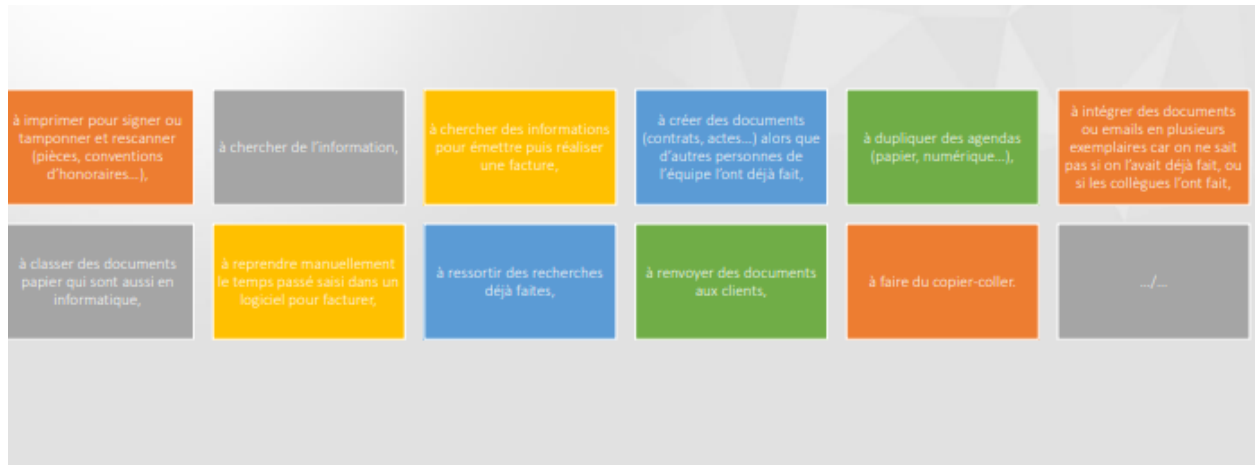 à imprimer pour signer ou
tamponner et rescanner
(pièces, conventions
d'honoraires...),
à chercher de l'information,
à chercher des informations
pour émettre puis réaliser
une facture,
à créer des documents
(contrats, actes...) alors que
d'autres personnes de
l'équipe l'ont déjà fait,
à dupliquer des agendas
(papier, numérique...),
à intégrer des documents
ou emails en plusieurs
exemplaires car on ne sait
pas si on l'avait déjà fait, ou
si les collègues l'ont fait,
à classer des documents
papier qui sont aussi en
informatique,
à reprendre manuellement
le temps passé saisi dans un
logiciel pour facturer,
à ressortir des recherches
déjà faites,
à renvoyer des documents
aux clients,
à faire du copier-coller.
.../...